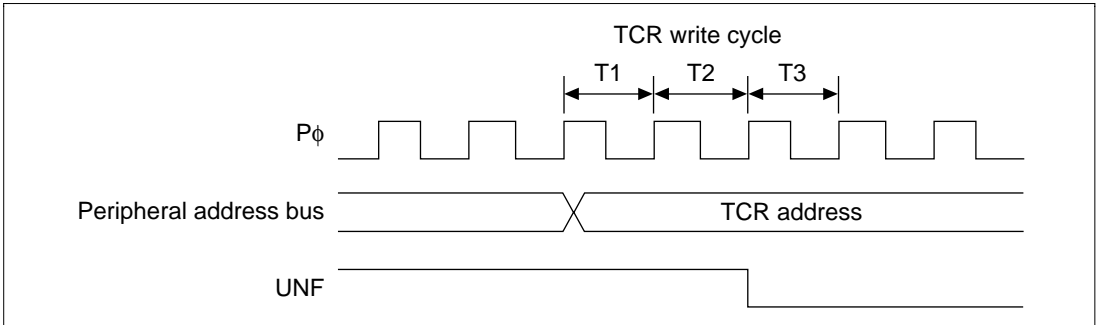 TCR write cycle
T1 T2 T3
Pϕ
Peripheral address bus
TCR address
UNF